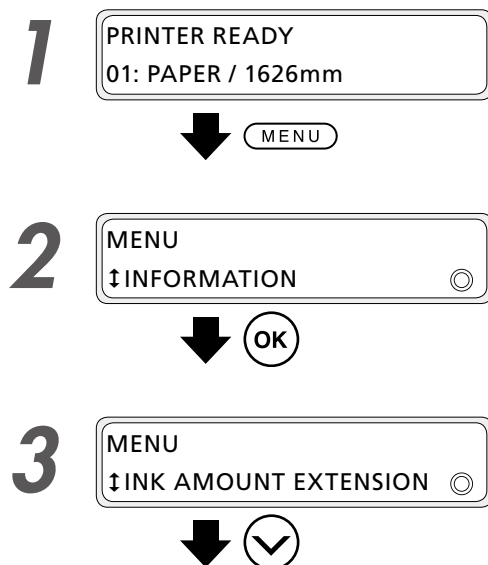 1
PRINTER READY
01: PAPER / 1626mm
MENU
2
MENU
↕INFORMATION
OK
3
MENU
↕INK AMOUNT EXTENSION